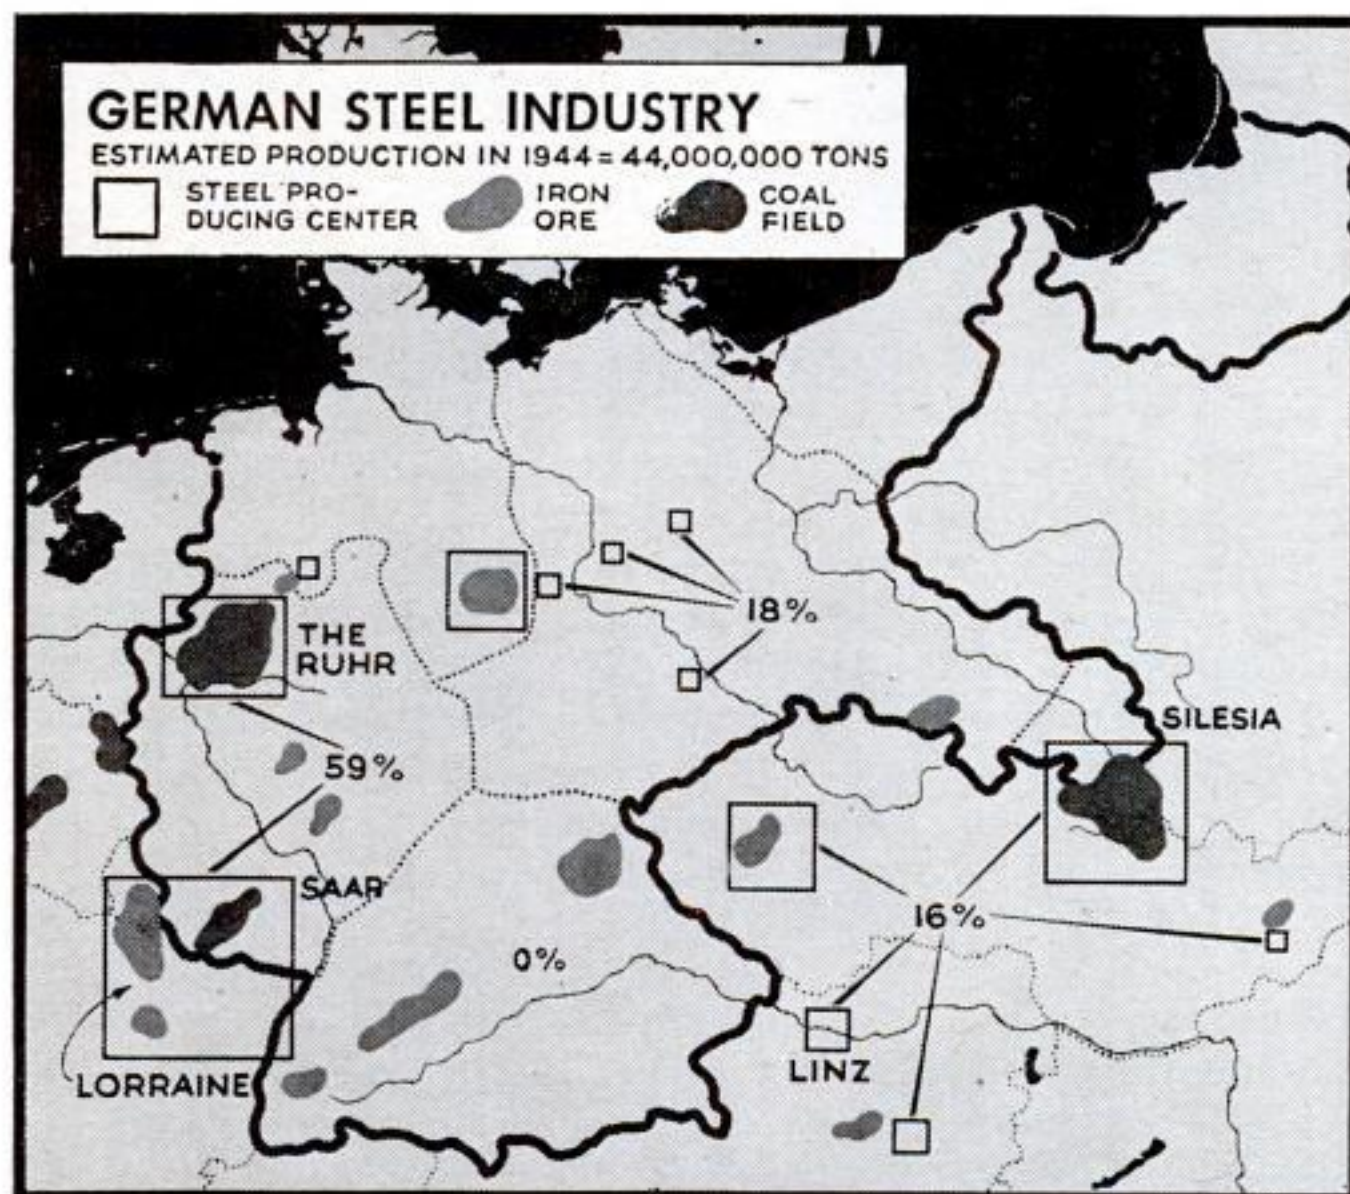 GERMAN STEEL INDUSTRY
ESTIMATED PRODUCTION IN 1944 = 44,000,000 TONS
STEEL PRO-
DUCING CENTER
IRON
ORE
COAL
FIELD
THE
RUHR
18%
SILESIA
59%
SAAR
16%
0%
LINZ
LORRAINE